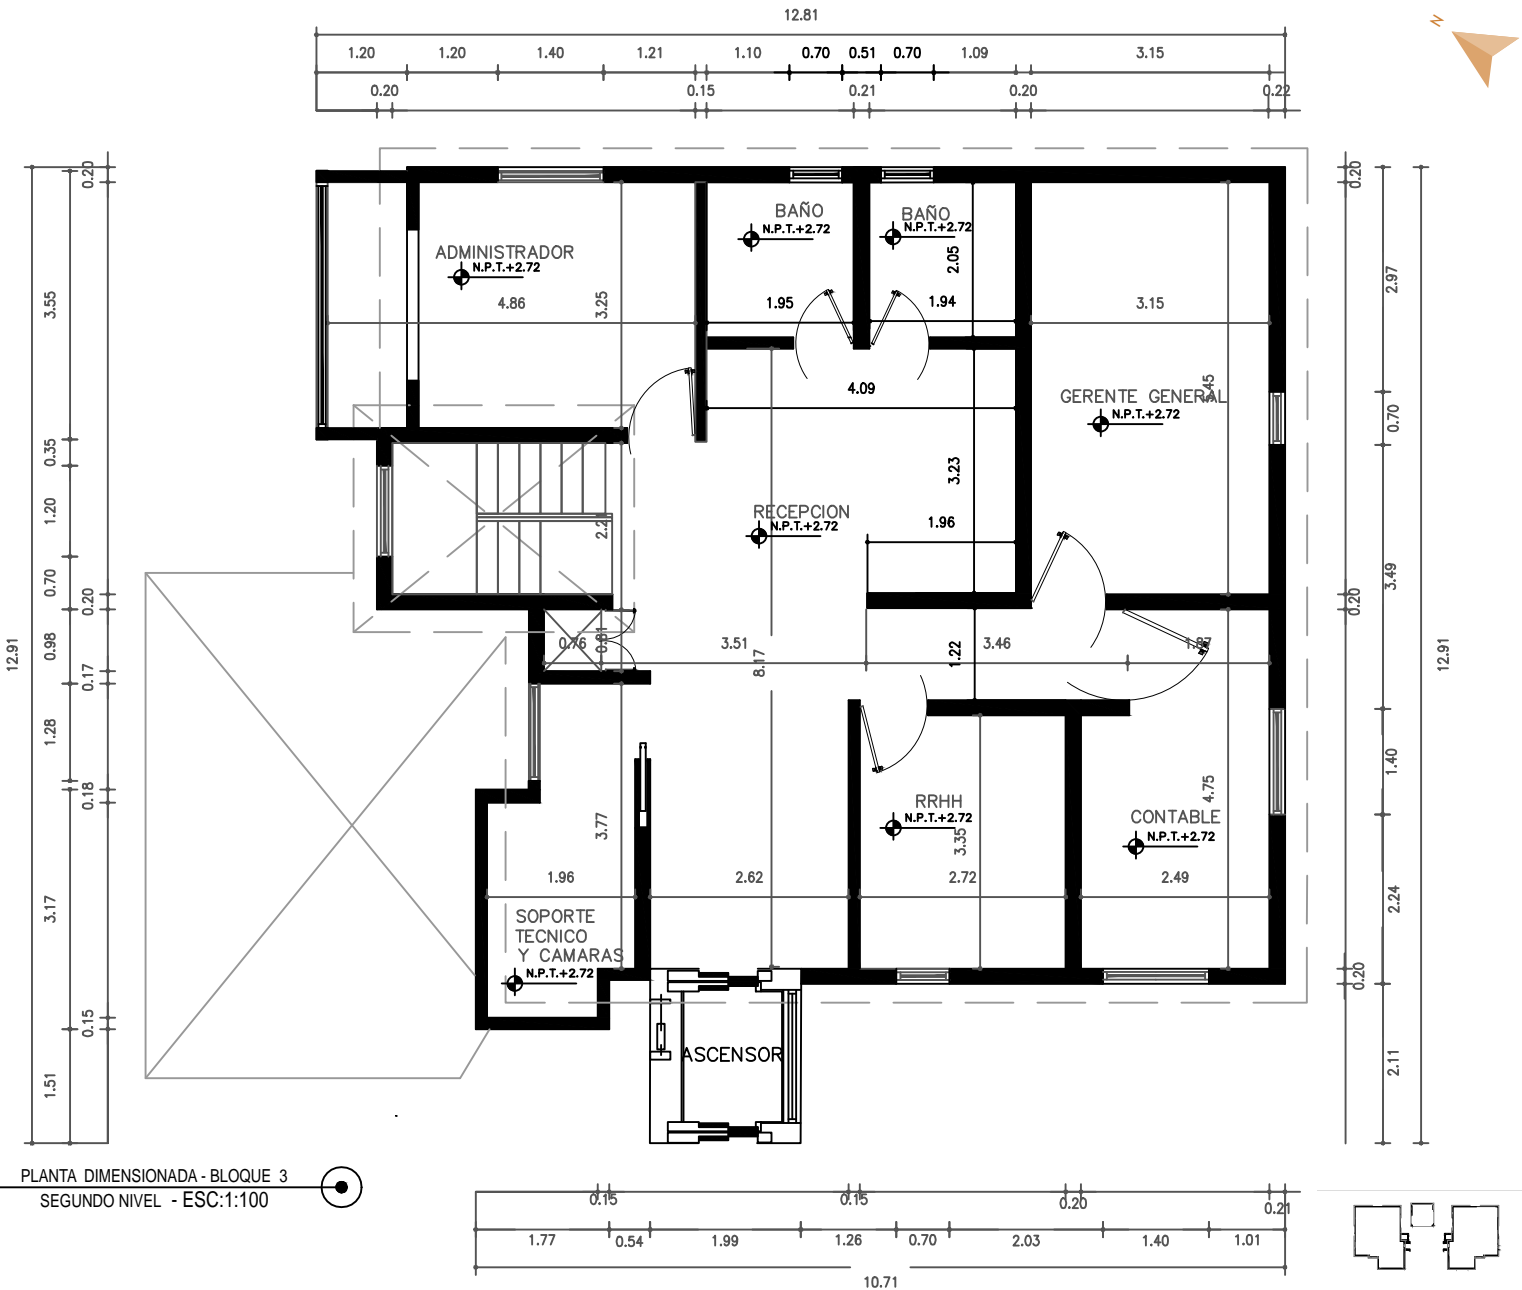 12.81
1.20 1.20 1.40 1.21 1.10 0.70 0.51 0.70 1.09 3.15
0.20 0.15 0.21 0.20 0.22
N
0.20
3.55
0.35
1.20
0.70
0.20
0.98
0.17
1.28
0.18
3.17
0.15
1.51
12.91
ADMINISTRADOR
N.P.T.+2.72
4.86
3.25
BAÑO
N.P.T.+2.72
1.95
BAÑO
N.P.T.+2.72
2.05
1.94
4.09
3.15
GERENTE GENERAL
N.P.T.+2.72
RECEPCION
N.P.T.+2.72
3.23
1.96
0.76
0.81
3.51
8.17
1.22
3.46
3.77
1.96
SOPORTE
TECNICO
Y CAMARAS
N.P.T.+2.72
2.62
RRHH
N.P.T.+2.72
3.35
2.72
CONTABLE
N.P.T.+2.72
4.75
2.49
ASCENSOR
0.20
2.97
0.70
3.49
0.20
1.40
2.24
0.20
2.11
12.91
PLANTA DIMENSIONADA - BLOQUE 3
SEGUNDO NIVEL - ESC:1:100
0.15 0.15 0.20 0.21
1.77 0.54 1.99 1.26 0.70 2.03 1.40 1.01
10.71